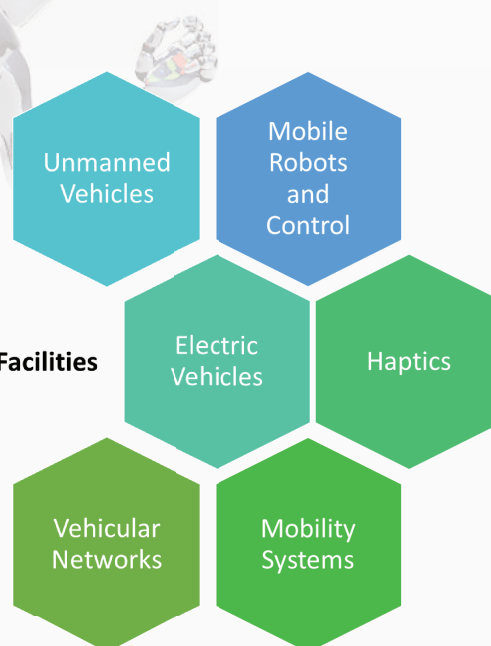 Unmanned
Vehicles
Mobile
Robots
and
Control
Facilities
Electric
Vehicles
Haptics
Vehicular
Networks
Mobility
Systems